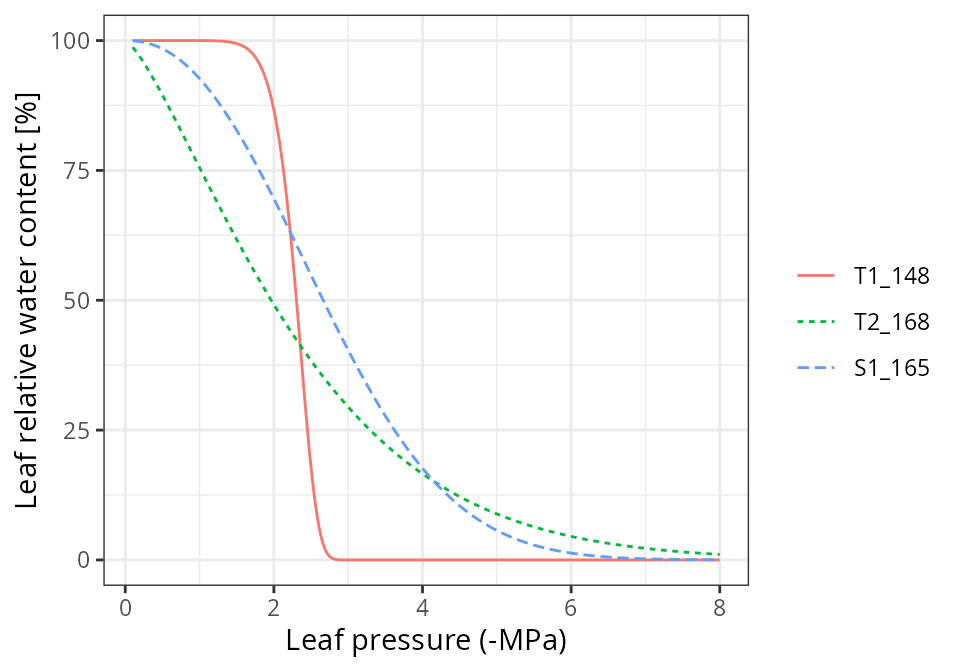 Leaf relative water content [%]
100
75
50
25
0
0 2 4 6 8
Leaf pressure (-MPa)
T1_148
T2_168
S1_165